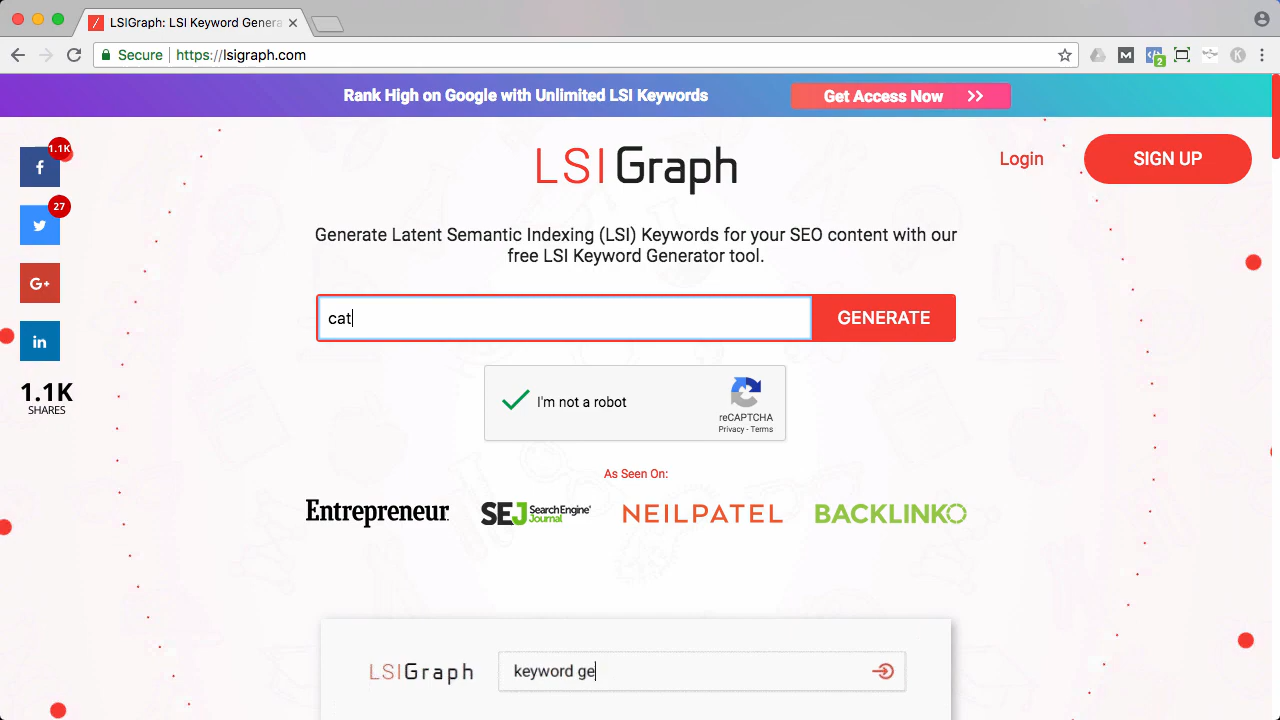 LSIGraph: LSI Keyword Genera
Secure
https://lsigraph.com
2
Rank High on Google with Unlimited LSI Keywords
Get Access Now
1.1K
27
G+
in
1.1K
SHARES
LSIGraph
Login
SIGN UP
Generate Latent Semantic Indexing (LSI) Keywords for your SEO content with our
free LSI Keyword Generator tool.
cat
GENERATE
I'm not a robot
reCAPTCHA
Privacy - Terms
As Seen On:
Entrepreneur
SEJ Search Engine Journal
NEILPATEL
BACKLINKO
LSIGraph
keyword ge